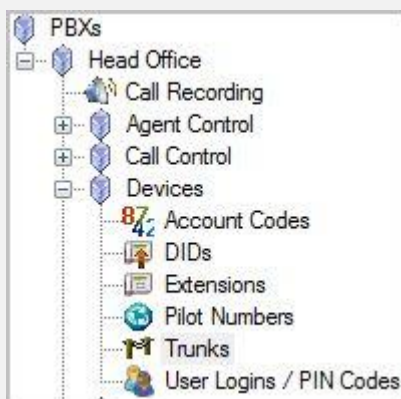 PBXs
Head Office
Call Recording
Agent Control
Call Control
Devices
Account Codes
DIDs
Extensions
Pilot Numbers
Trunks
User Logins / PIN Codes